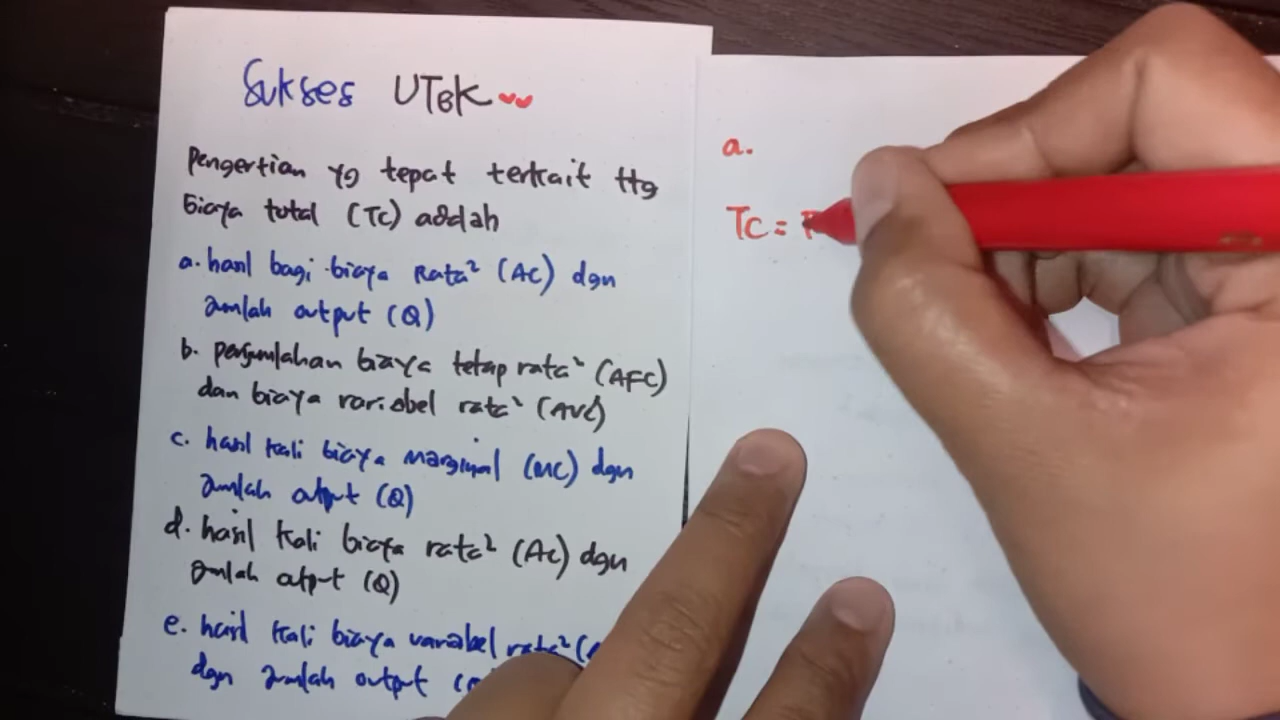 Sukses UTBK
Pengertian yg tepat terkait ttg
biaya total (TC) adalah
a. hasil bagi biaya Rata² (AC) dgn
jumlah output (Q)
b. penjumlahan biaya tetap rata² (AFC)
dan biaya variabel rata² (AVC)
c. hasil kali biaya marginal (MC) dgn
jumlah output (Q)
d. hasil kali biaya rata² (AC) dgn
jumlah output (Q)
e. hasil kali biaya variabel rata²
dgn jumlah output
a.
TC =